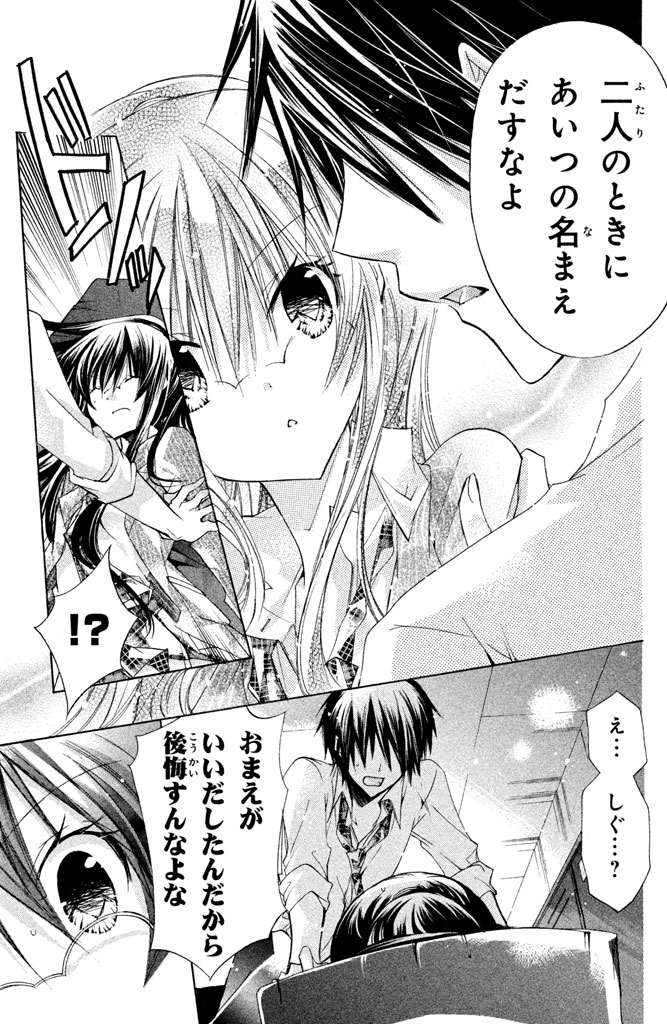 二人のときに
あいつの名まえ
だすなよ
ドンッ
!?
え…
しぐ…?
おまえが
いいだしたんだから
後悔すんなよな